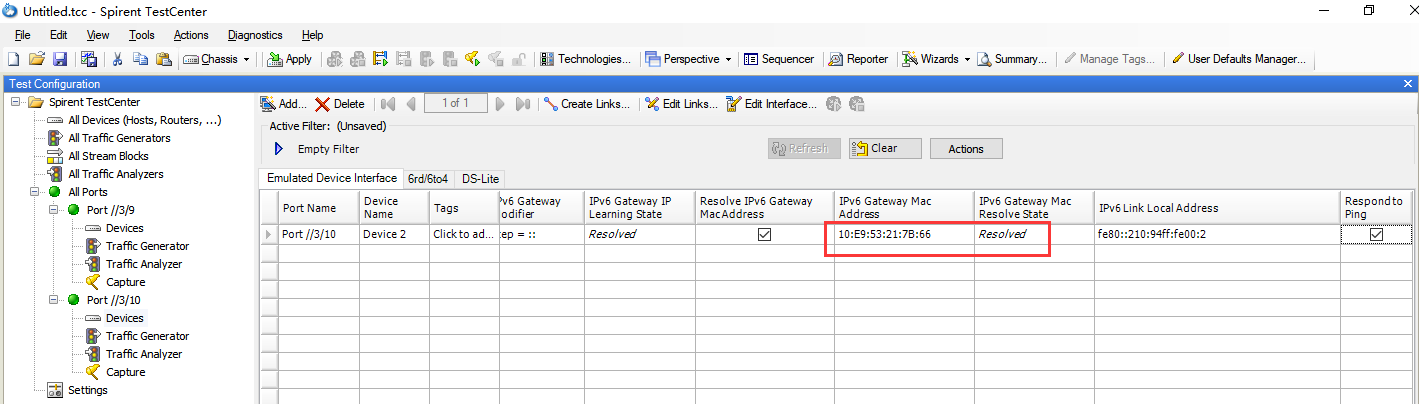 Untitled.tcc - Spirent TestCenter
File Edit View Tools Actions Diagnostics Help
Chassis Apply Technologies... Perspective Sequencer Reporter Wizards Summary... Manage Tags... User Defaults Manager...
Test Configuration
Spirent TestCenter
All Devices (Hosts, Routers, ...)
All Traffic Generators
All Stream Blocks
All Traffic Analyzers
All Ports
Port //3/9
Devices
Traffic Generator
Traffic Analyzer
Capture
Port //3/10
Devices
Traffic Generator
Traffic Analyzer
Capture
Settings
Add... Delete 1 of 1 Create Links... Edit Links... Edit Interface...
Active Filter: (Unsaved)
Empty Filter Refresh Clear Actions
Emulated Device Interface 6rd/6to4 DS-Lite
Port Name
Device
Name
Tags
Gateway
IPv6 Gateway IP
Learning State
Resolve IPv6 Gateway
MacAddress
IPv6 Gateway Mac
Address
IPv6 Gateway Mac
Resolve State
IPv6 Link Local Address
Respond to
Ping
Port //3/10 Device 2 Click to ad... = :: Resolved 10:E9:53:21:7B:66 Resolved fe80::210:94ff:fe00:2